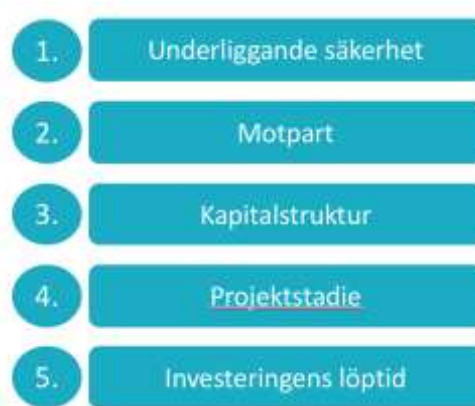 1. Underliggande säkerhet
2. Motpart
3. Kapitalstruktur
4. Projektstadie
5. Investeringens löptid